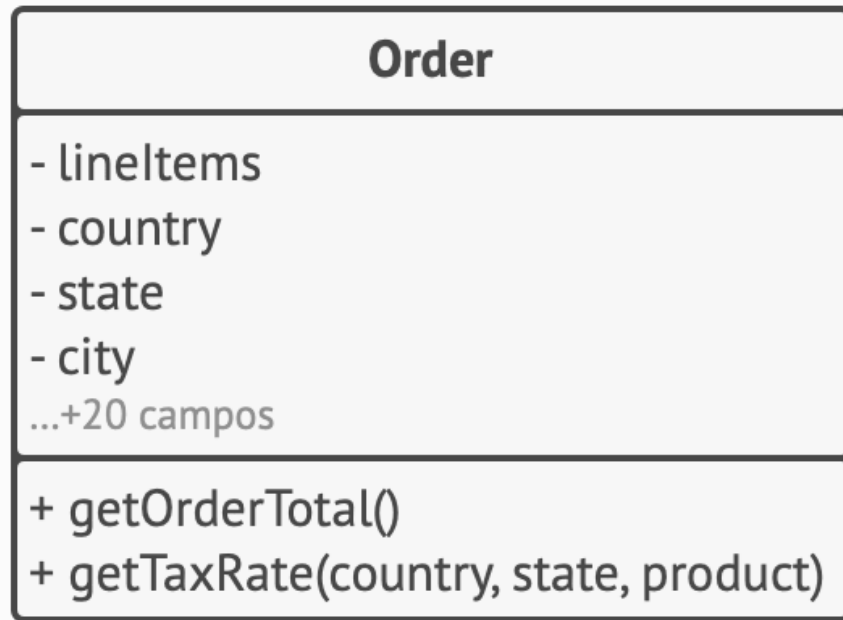 Order
- lineItems
- country
- state
- city
...+20 campos
+ getOrderTotal()
+ getTaxRate(country, state, product)